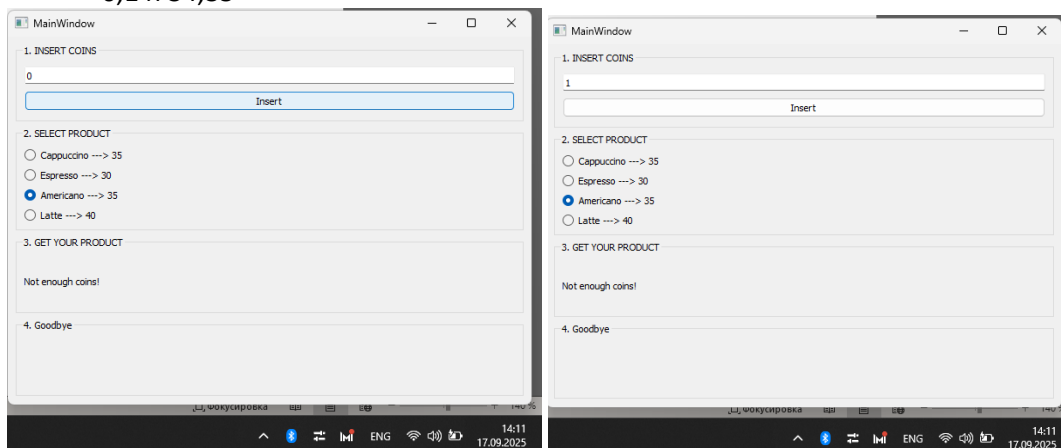 MainWindow
1. INSERT COINS
0
Insert
2. SELECT PRODUCT
Cappuccino ---> 35
Espresso ---> 30
Americano ---> 35
Latte ---> 40
3. GET YOUR PRODUCT
Not enough coins!
4. Goodbye
ENG
14:11
17.09.2025
MainWindow
1. INSERT COINS
1
Insert
2. SELECT PRODUCT
Cappuccino ---> 35
Espresso ---> 30
Americano ---> 35
Latte ---> 40
3. GET YOUR PRODUCT
Not enough coins!
4. Goodbye
ENG
14:11
17.09.2025